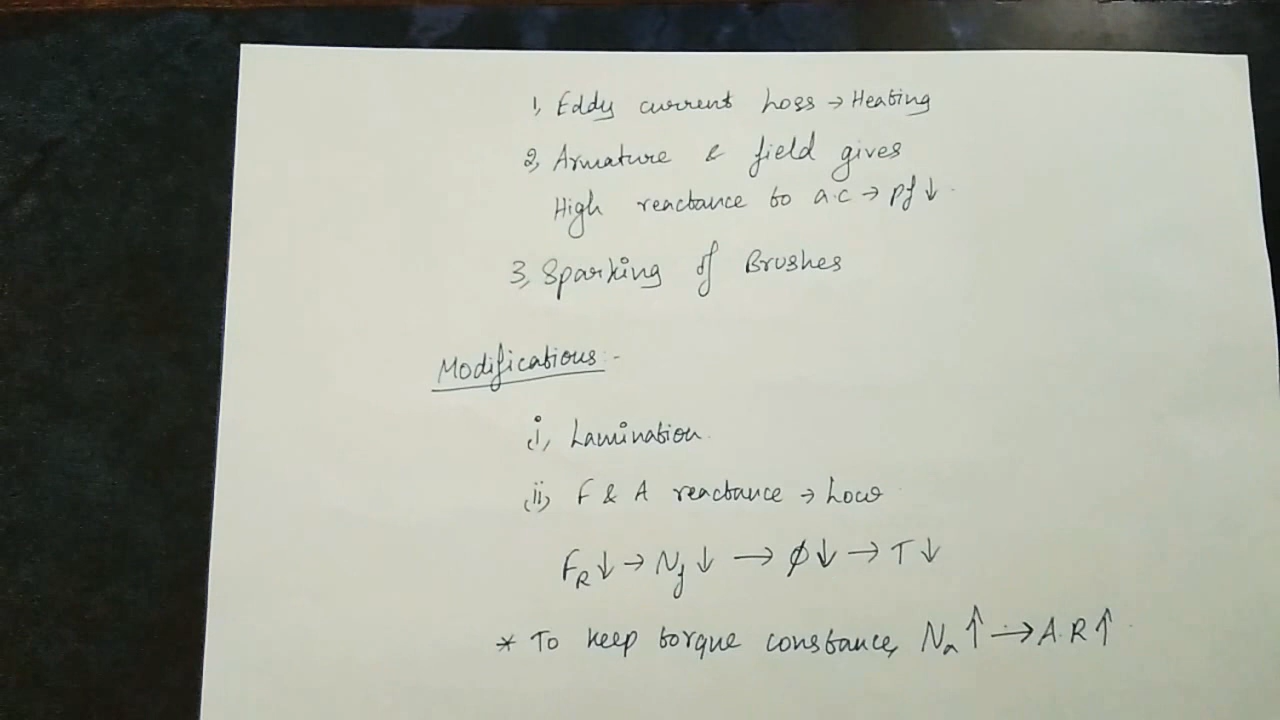 1, Eddy current Loss → Heating
2, Armature & field gives
High reactance to a.c → pf ↓.
3, Sparking of Brushes
Modifications:-
(i), Lamination.
(ii) F & A reactance → Low
F_R ↓ → N_f ↓ → Ø ↓ → T ↓
* To keep torque constance, N_a ↑ → A.R ↑.